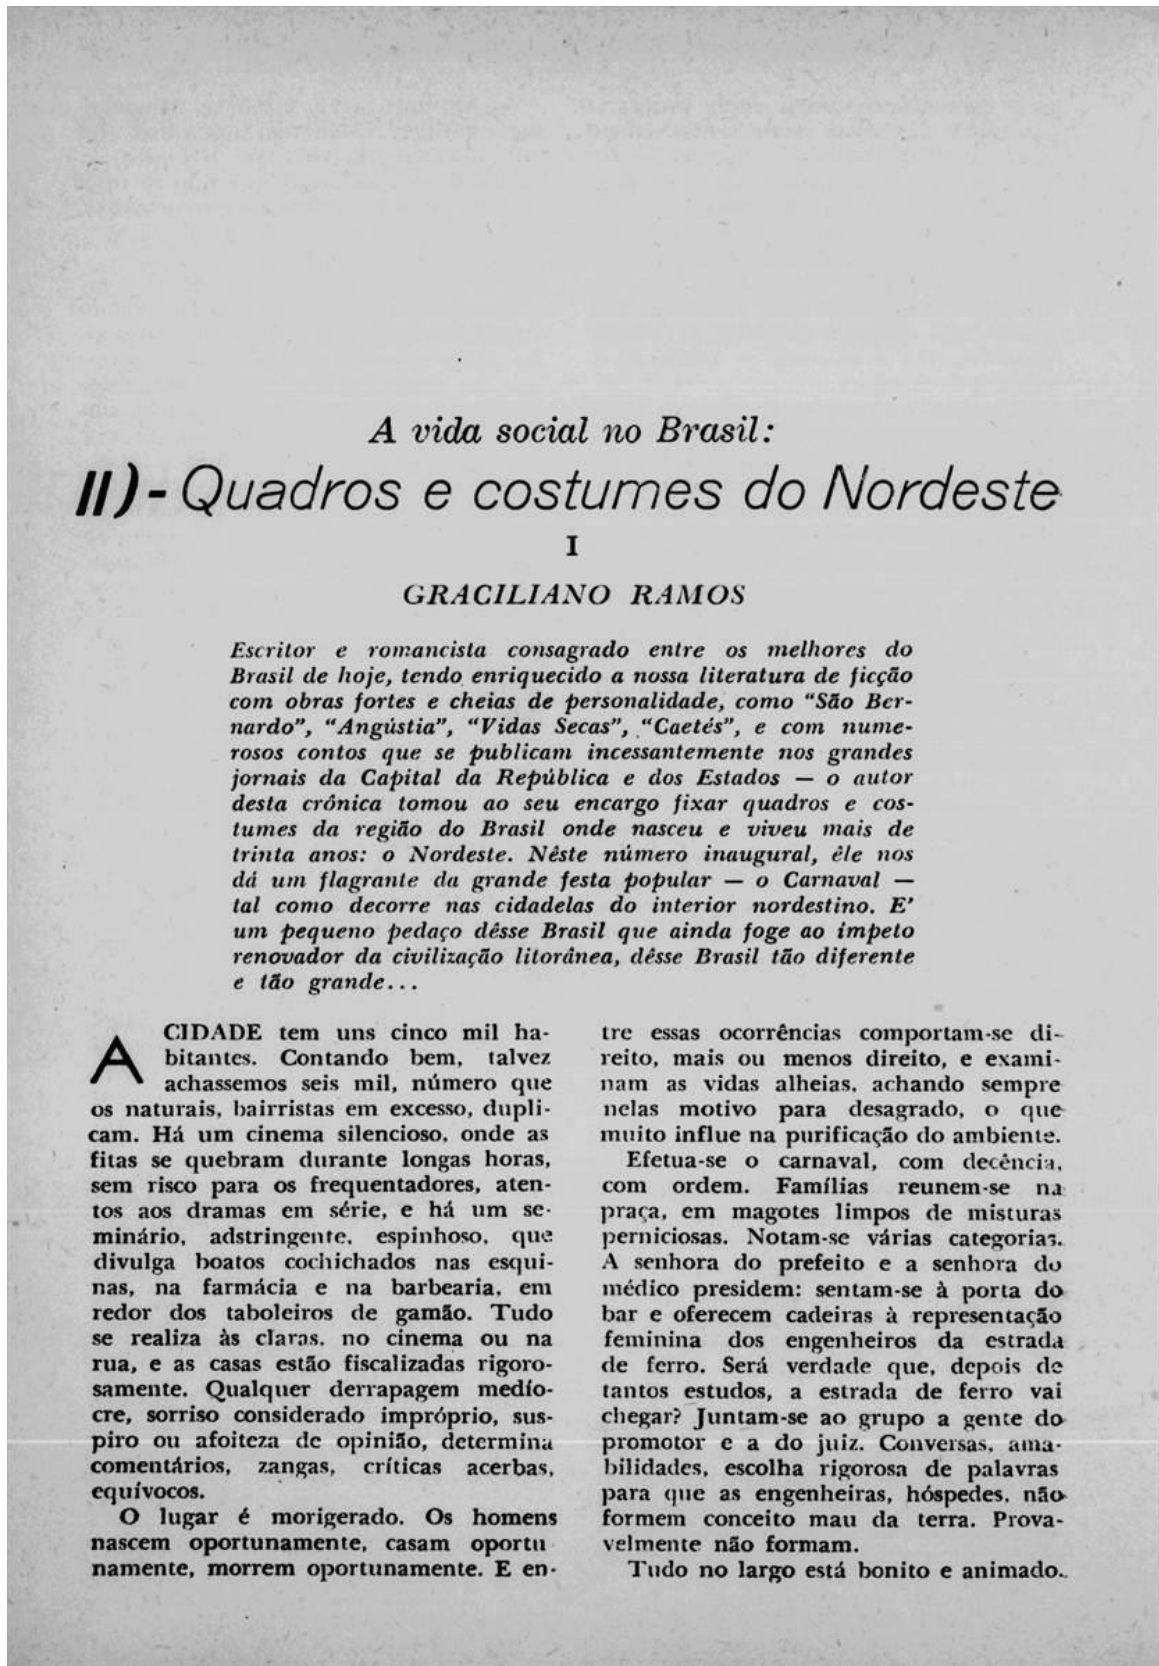 A vida social no Brasil:
II) - Quadros e costumes do Nordeste
I
GRACILIANO RAMOS
Escritor e romancista consagrado entre os melhores do
Brasil de hoje, tendo enriquecido a nossa literatura de ficção
com obras fortes e cheias de personalidade, como "São Ber-
nardo", "Angústia", "Vidas Secas", "Caetés", e com nume-
rosos contos que se publicam incessantemente nos grandes
jornais da Capital da República e dos Estados — o autor
desta crônica tomou ao seu encargo fixar quadros e cos-
tumes da região do Brasil onde nasceu e viveu mais de
trinta anos: o Nordeste. Nêste número inaugural, êle nos
dá um flagrante da grande festa popular — o Carnaval —
tal como decorre nas cidadelas do interior nordestino. E'
um pequeno pedaço dêsse Brasil que ainda foge ao ímpeto
renovador da civilização litorânea, dêsse Brasil tão diferente
e tão grande...
A CIDADE tem uns cinco mil ha-
bitantes. Contando bem, talvez
achassemos seis mil, número que
os naturais, bairristas em excesso, dupli-
cam. Há um cinema silencioso, onde as
fitas se quebram durante longas horas,
sem risco para os frequentadores, aten-
tos aos dramas em série, e há um se-
minário, adstringente, espinhoso, que
divulga boatos cochichados nas esqui-
nas, na farmácia e na barbearia, em
redor dos taboleiros de gamão. Tudo
se realiza às claras, no cinema ou na
rua, e as casas estão fiscalizadas rigoro-
samente. Qualquer derrapagem medío-
cre, sorriso considerado impróprio, sus-
piro ou afoiteza de opinião, determina
comentários, zangas, críticas acerbas,
equívocos.
O lugar é morigerado. Os homens
nascem oportunamente, casam oportu
namente, morrem oportunamente. E en-
tre essas ocorrências comportam-se di-
reito, mais ou menos direito, e exami-
nam as vidas alheias, achando sempre
nelas motivo para desagrado, o que
muito influe na purificação do ambiente.
Efetua-se o carnaval, com decência,
com ordem. Famílias reunem-se na
praça, em magotes limpos de misturas
perniciosas. Notam-se várias categorias.
A senhora do prefeito e a senhora do
médico presidem: sentam-se à porta do
bar e oferecem cadeiras à representação
feminina dos engenheiros da estrada
de ferro. Será verdade que, depois de
tantos estudos, a estrada de ferro vai
chegar? Juntam-se ao grupo a gente do
promotor e a do juiz. Conversas, ama-
bilidades, escolha rigorosa de palavras
para que as engenheiras, hóspedes, não
formem conceito mau da terra. Prova-
velmente não formam.
Tudo no largo está bonito e animado.